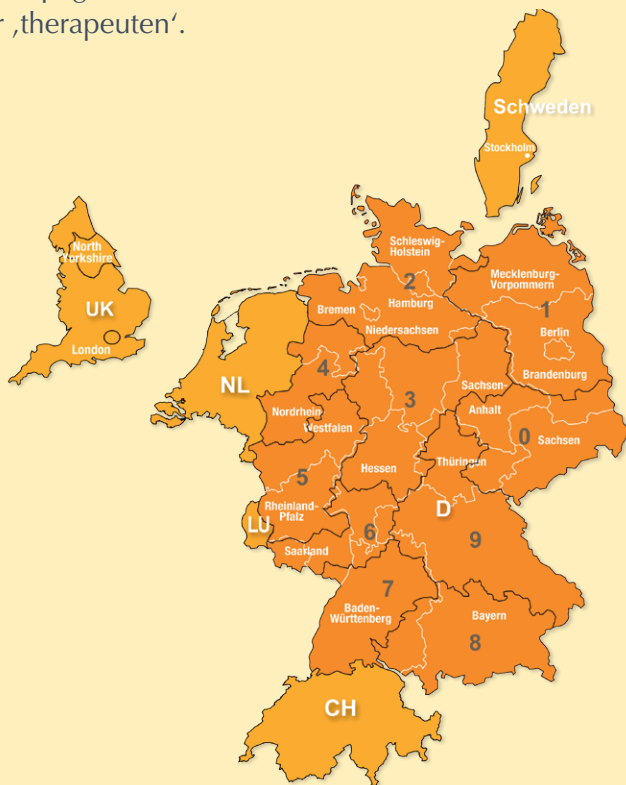 r ‚therapeuten‘.
Schweden
Stockholm
North
Yorkshire
UK
London
Schleswig-
Holstein
2
Hamburg
Bremen
Niedersachsen
Mecklenburg-
Vorpommern
1
Berlin
Brandenburg
NL
4
3
Sachsen-
Anhalt
Nordrhein
Westfalen
0
Sachsen
Hessen
Thüringen
5
Rheinland-
Pfalz
LU
D
6
9
Saarland
7
Baden-
Württemberg
Bayern
8
CH